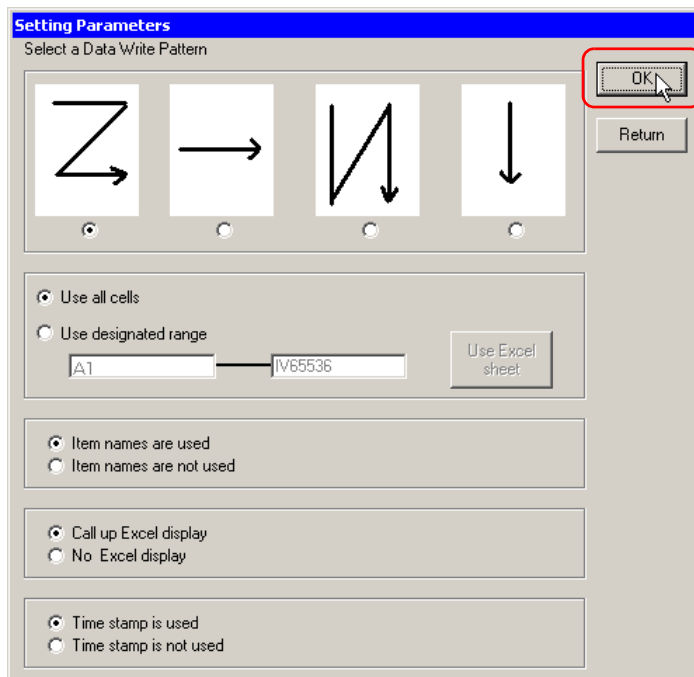 Setting Parameters
Select a Data Write Pattern
OK
Return
Use all cells
Use designated range
A1
IV65536
Use Excel
sheet
Item names are used
Item names are not used
Call up Excel display
No Excel display
Time stamp is used
Time stamp is not used